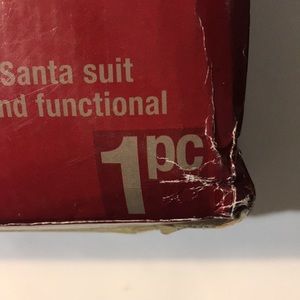 Santa suit
nd functional
1pc